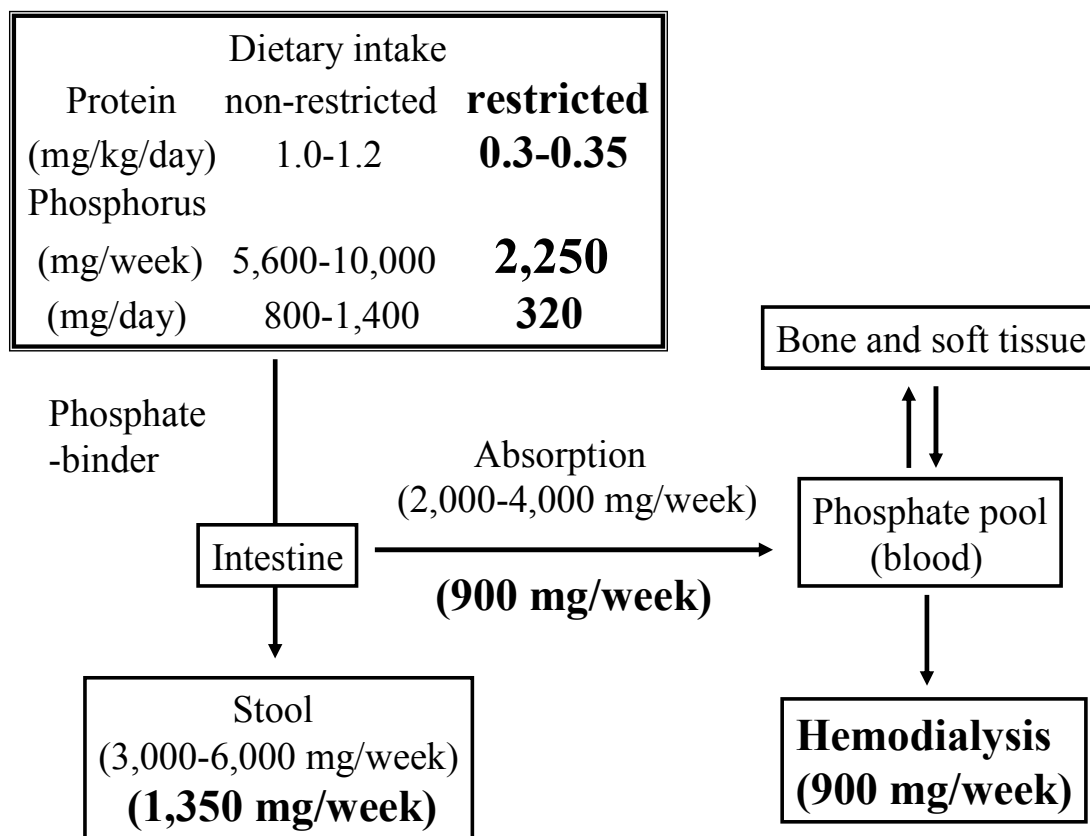 Dietary intake
Protein non-restricted restricted
(mg/kg/day) 1.0-1.2 0.3-0.35
Phosphorus
(mg/week) 5,600-10,000 2,250
(mg/day) 800-1,400 320
Bone and soft tissue
Phosphate
-binder
Absorption
(2,000-4,000 mg/week)
Phosphate pool
(blood)
Intestine
(900 mg/week)
Stool
(3,000-6,000 mg/week)
(1,350 mg/week)
Hemodialysis
(900 mg/week)